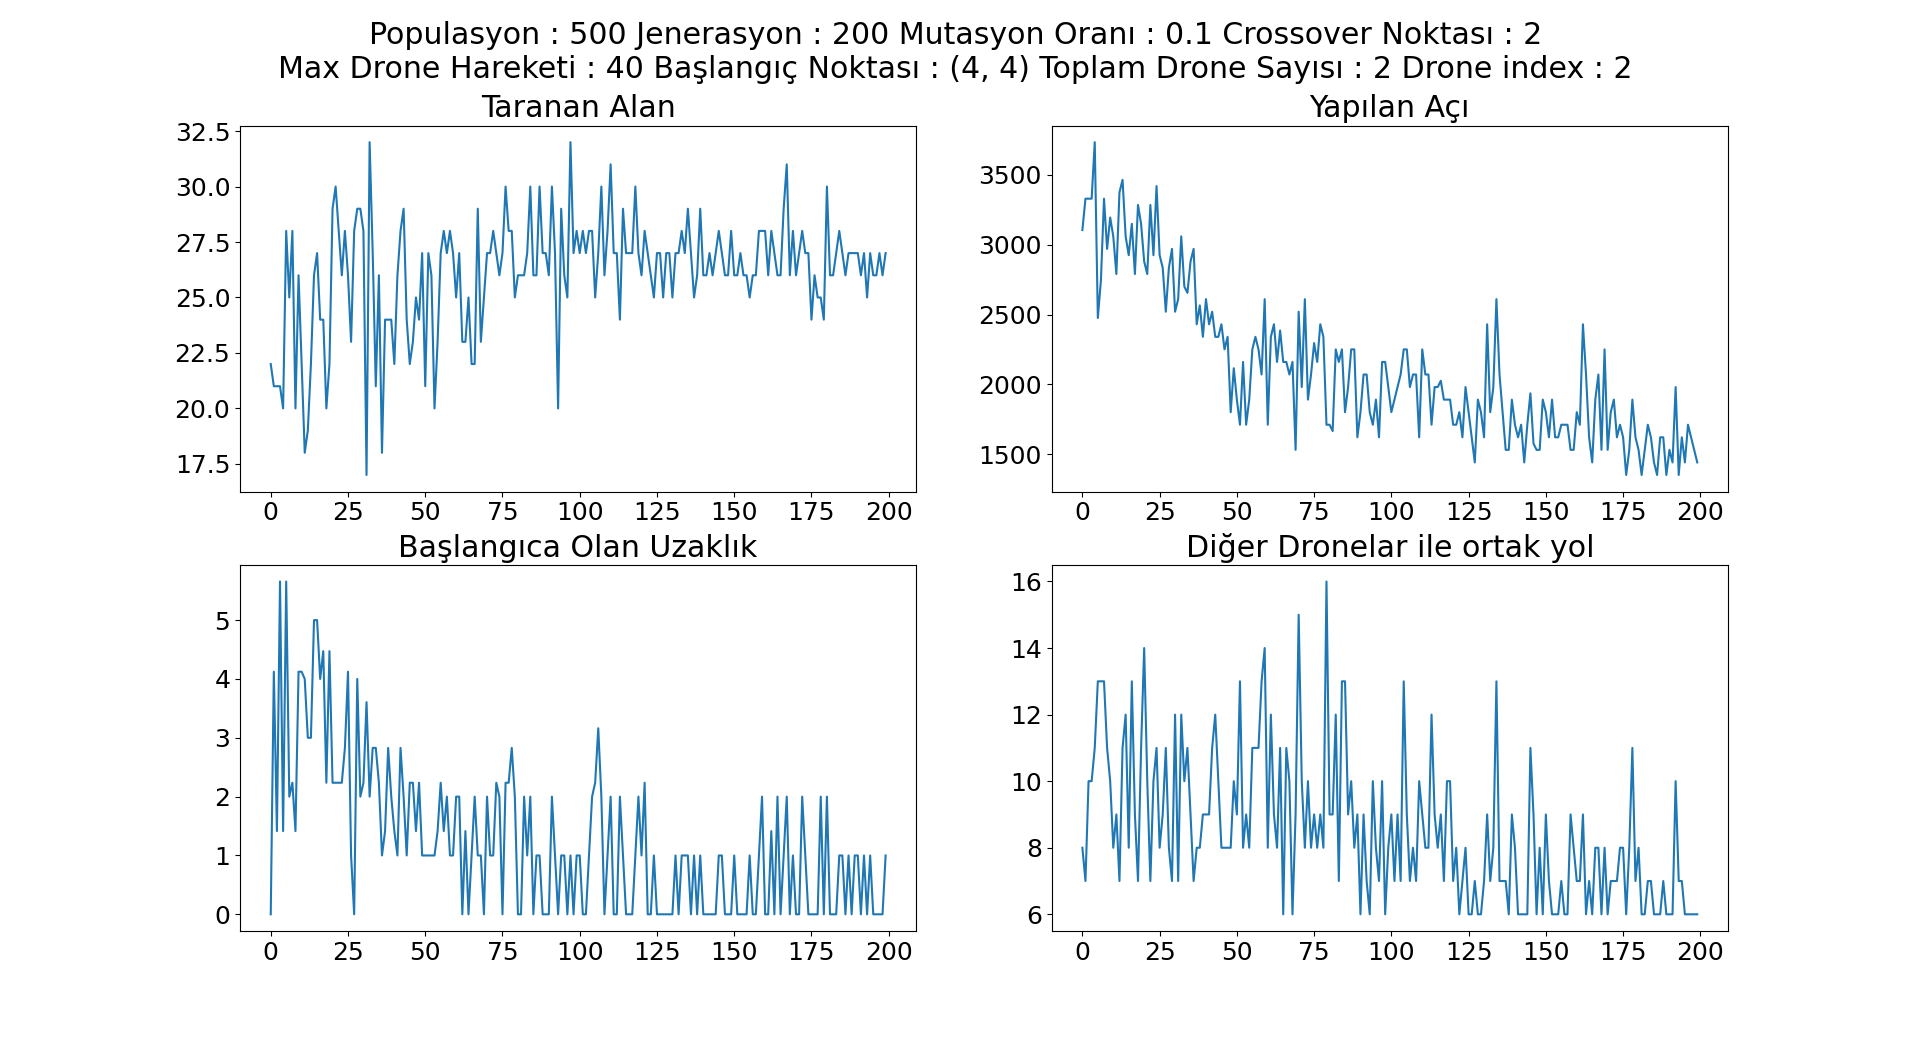 Populasyon : 500 Jenerasyon : 200 Mutasyon Oranı : 0.1 Crossover Noktası : 2
Max Drone Hareketi : 40 Başlangıç Noktası : (4, 4) Toplam Drone Sayısı : 2 Drone index : 2
Taranan Alan
32.5
30.0
27.5
25.0
22.5
20.0
17.5
0 25 50 75 100 125 150 175 200
Yapılan Açı
3500
3000
2500
2000
1500
0 25 50 75 100 125 150 175 200
Başlangıca Olan Uzaklık
5
4
3
2
1
0
0 25 50 75 100 125 150 175 200
Diğer Dronelar ile ortak yol
16
14
12
10
8
6
0 25 50 75 100 125 150 175 200